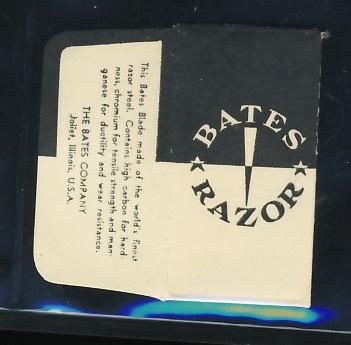 This Bates Blade made of the world's finest
razor steel. Contains high carbon for hard-
ness, chromium for tensile strength and man-
ganese for ductility and wear resistance.
THE BATES COMPANY
Joliet, Illinois, U.S.A.
BATES
RAZOR